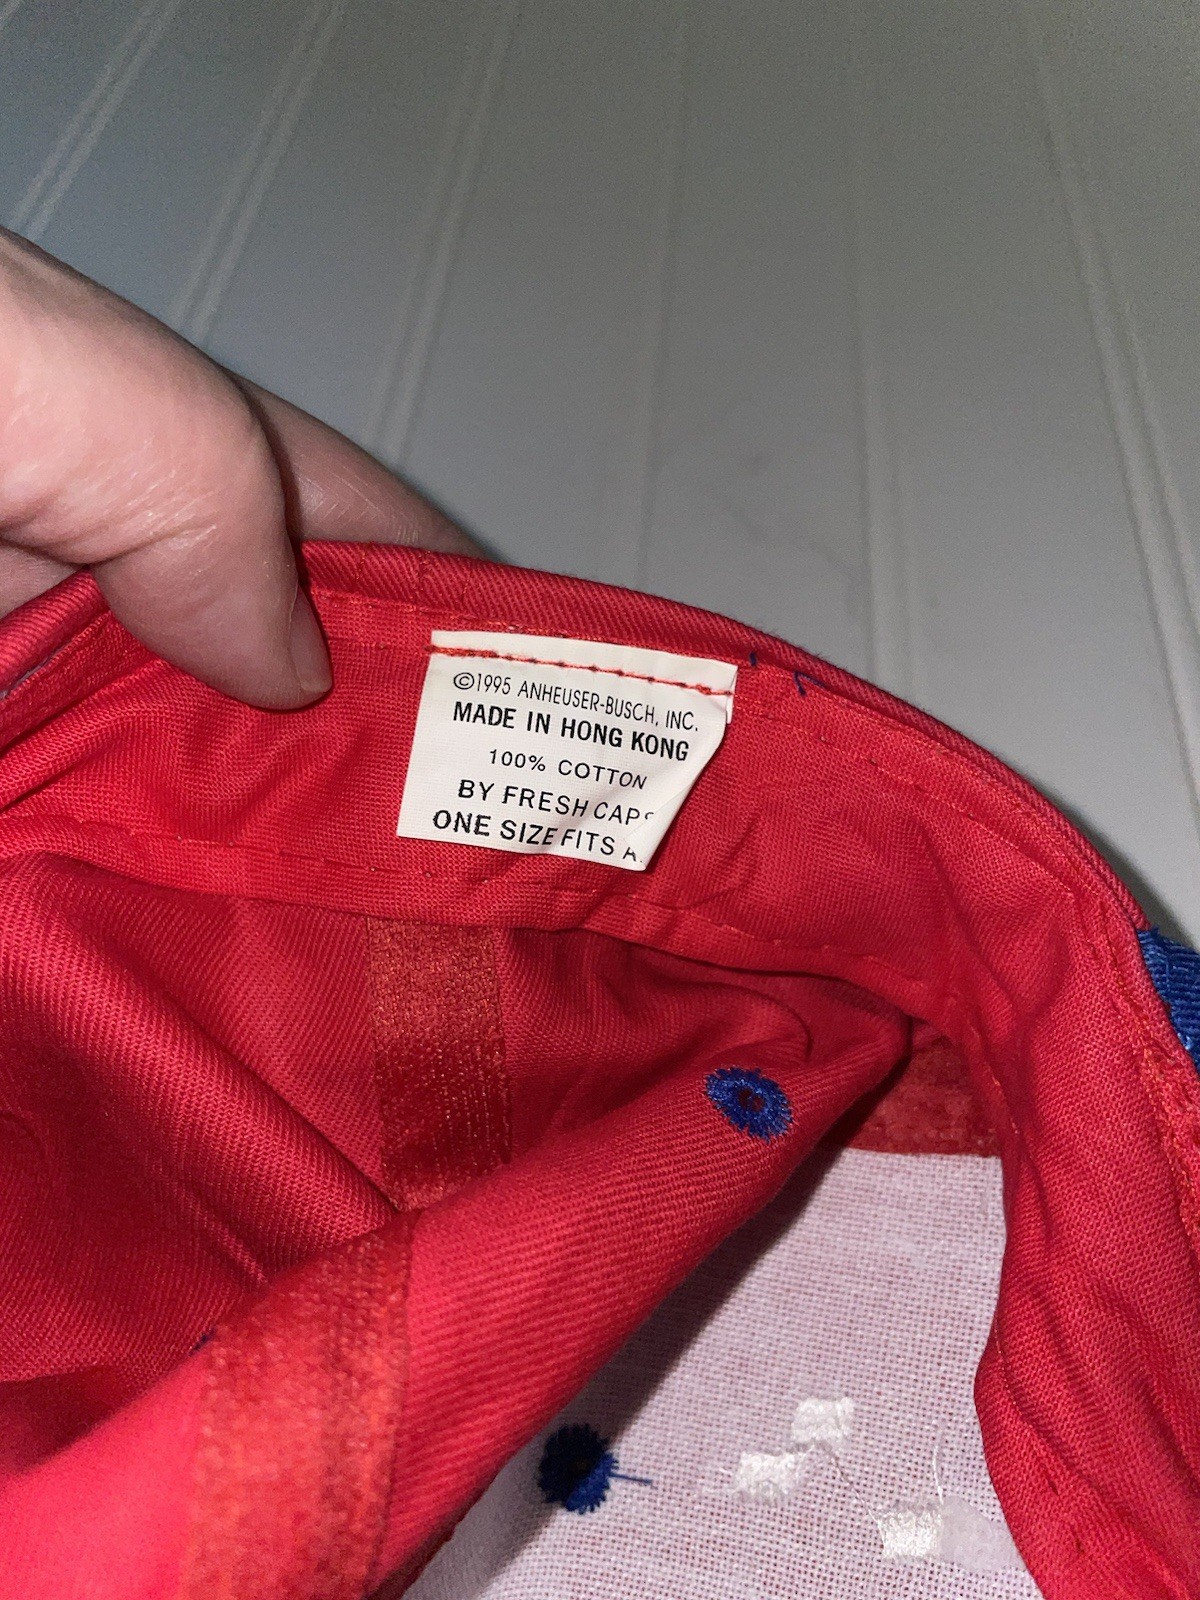 ©1995 ANHEUSER-BUSCH, INC.
MADE IN HONG KONG
100% COTTON
BY FRESH CAPS
ONE SIZE FITS A